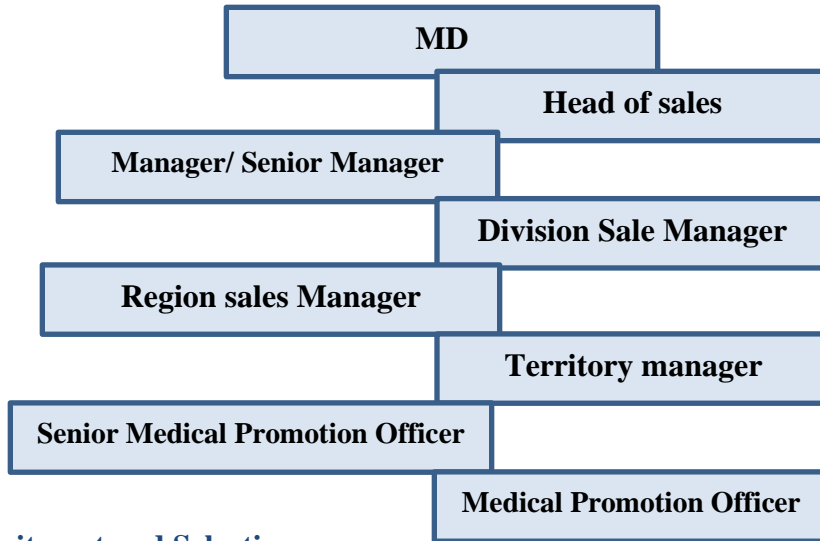 MD
Head of sales
Manager/ Senior Manager
Division Sale Manager
Region sales Manager
Territory manager
Senior Medical Promotion Officer
Medical Promotion Officer